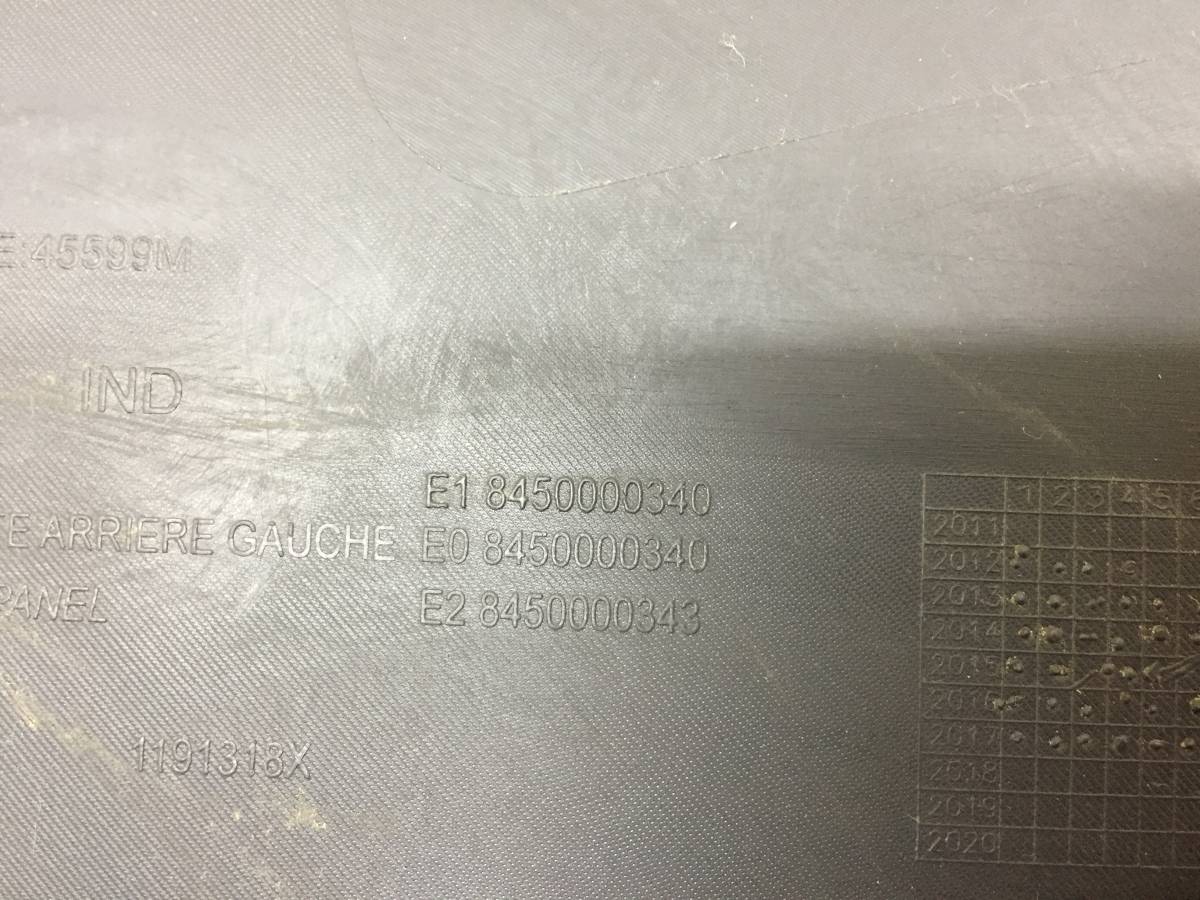 E:45599M
IND
E1 8450000340
TE ARRIERE GAUCHE E0 8450000340
PANEL E2 8450000343
1191318X
1 2 3 4 5
2011
2012
2013
2014
2015
2016
2017
2018
2019
2020